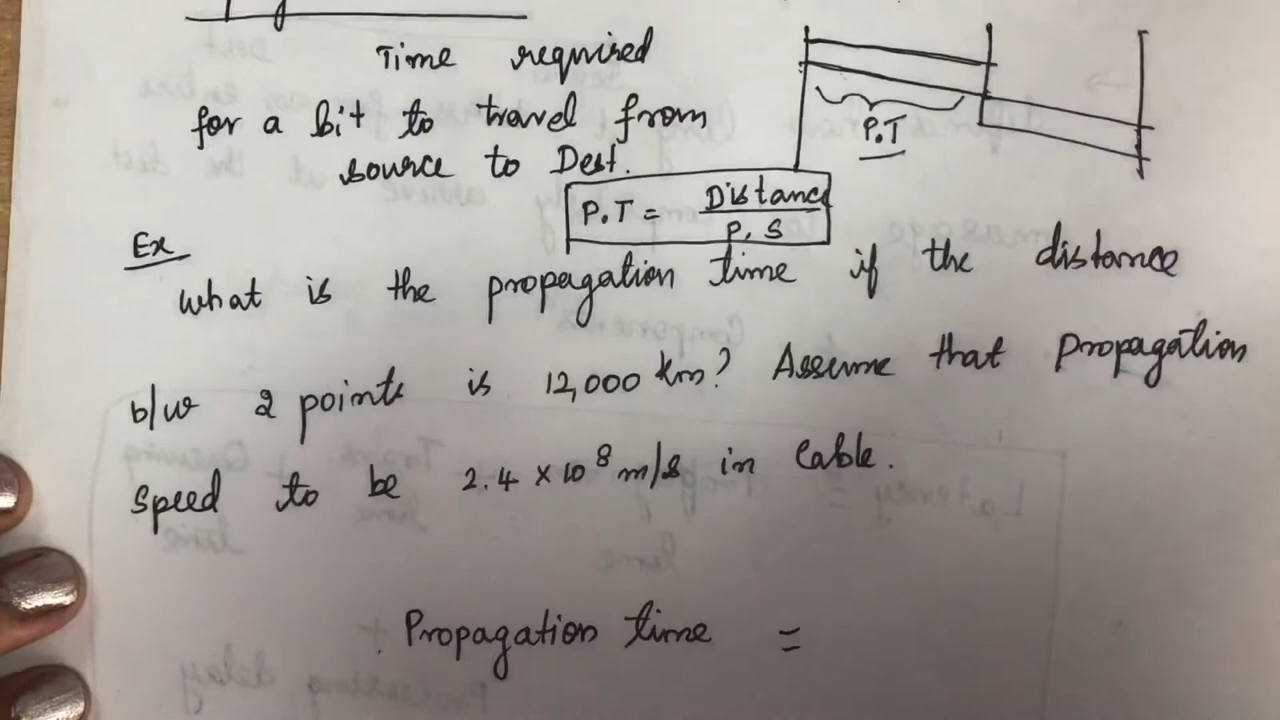 Time required
for a bit to travel from
source to Dest.
P.T
P.T = Distance
P.S
Ex
What is the propagation time if the distance
b/w 2 points is 12,000 km? Assume that Propagation
Speed to be 2.4 × 10⁸ m/s in Cable.
Propagation time =